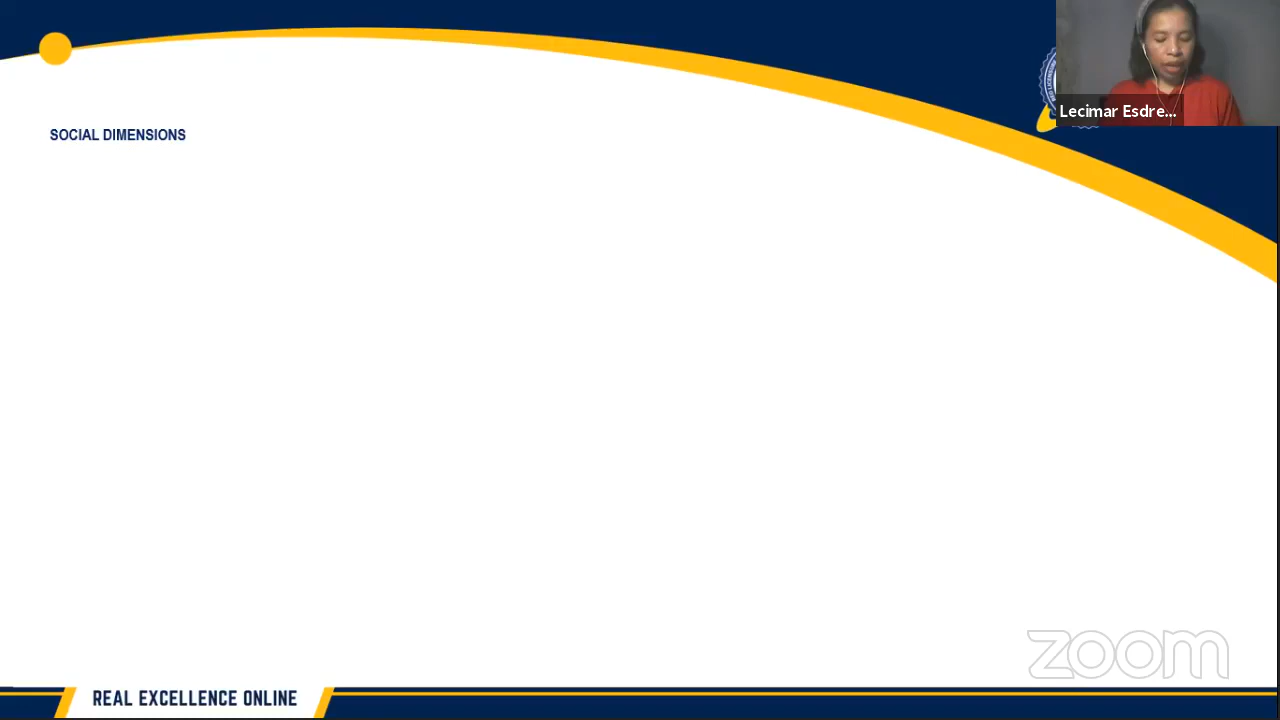 Lecimar Esdre...
SOCIAL DIMENSIONS
zoom
REAL EXCELLENCE ONLINE